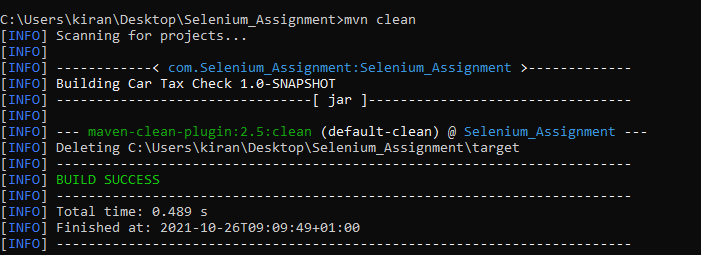 C:\Users\kiran\Desktop\Selenium_Assignment>mvn clean
[INFO] Scanning for projects...
[INFO]
[INFO] ------------< com.Selenium_Assignment:Selenium_Assignment >-------------
[INFO] Building Car Tax Check 1.0-SNAPSHOT
[INFO] --------------------------------[ jar ]---------------------------------
[INFO]
[INFO] --- maven-clean-plugin:2.5:clean (default-clean) @ Selenium_Assignment ---
[INFO] Deleting C:\Users\kiran\Desktop\Selenium_Assignment\target
[INFO] ------------------------------------------------------------------------
[INFO] BUILD SUCCESS
[INFO] ------------------------------------------------------------------------
[INFO] Total time: 0.489 s
[INFO] Finished at: 2021-10-26T09:09:49+01:00
[INFO] ------------------------------------------------------------------------